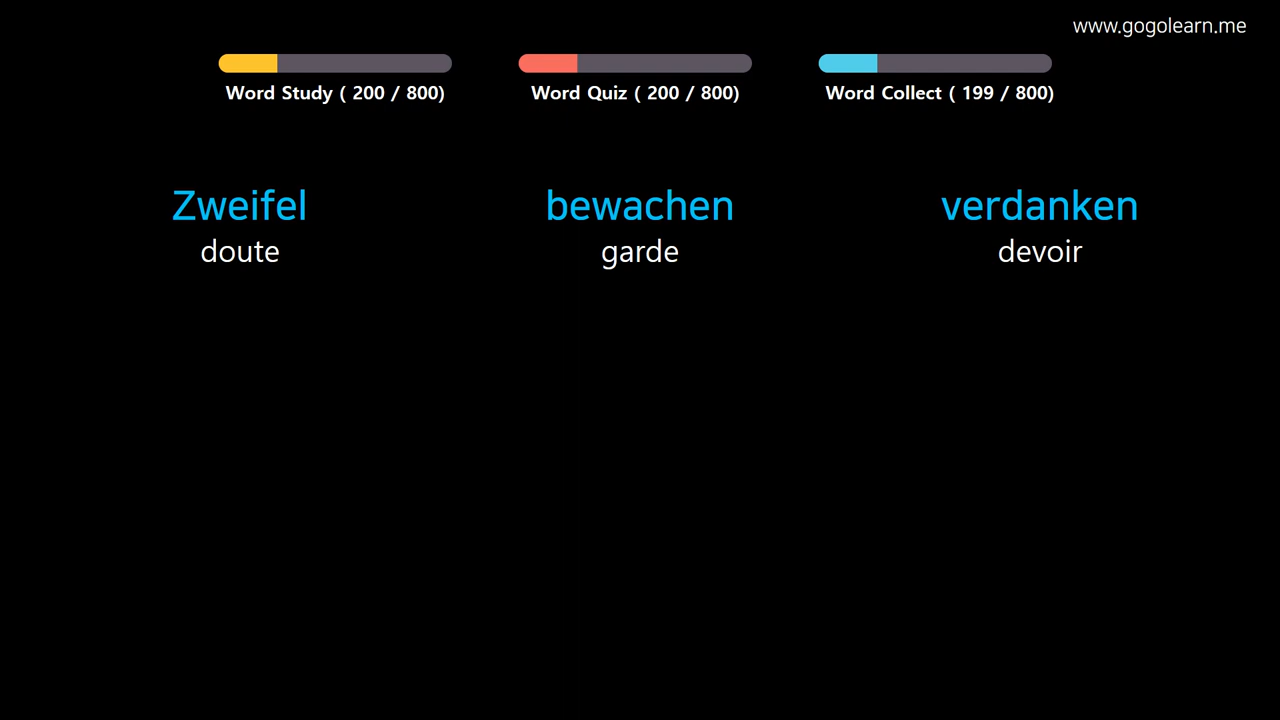 www.gogolearn.me
Word Study ( 200 / 800)
Word Quiz ( 200 / 800)
Word Collect ( 199 / 800)
Zweifel
doute
bewachen
garde
verdanken
devoir